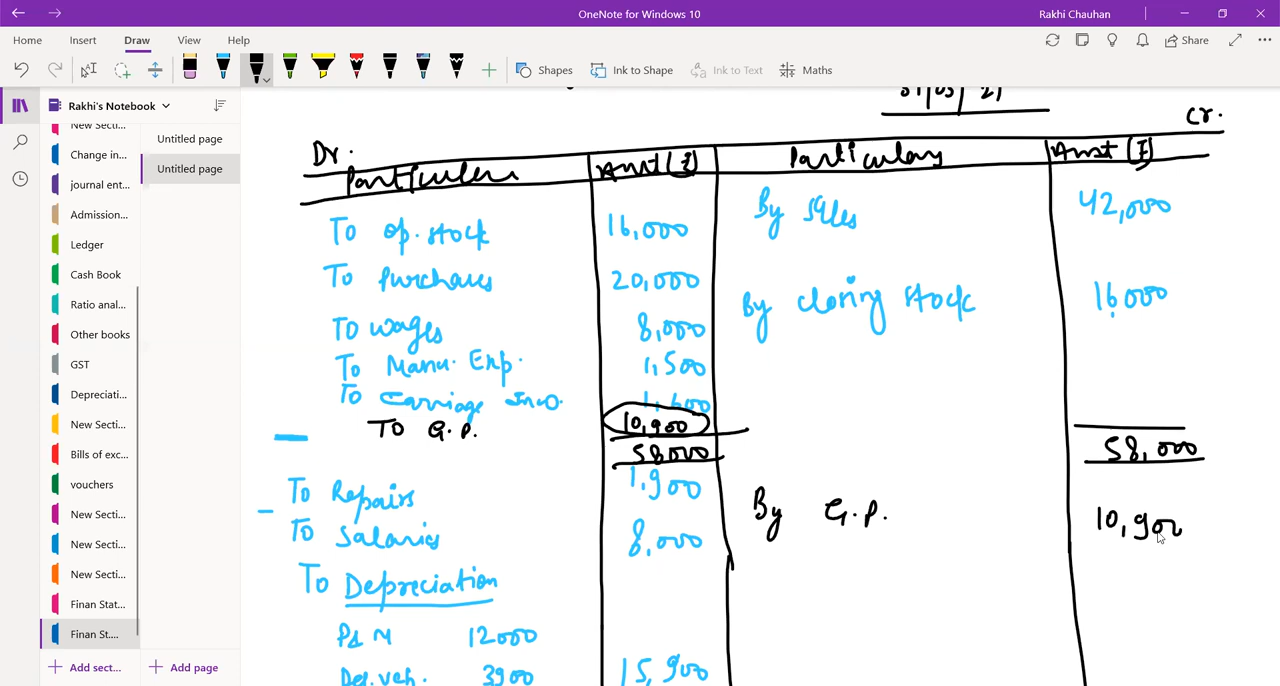 OneNote for Windows 10
Rakhi Chauhan
Home Insert Draw View Help
Share
Shapes Ink to Shape Ink to Text Maths
Rakhi's Notebook
New Secti...
Change in...
journal ent...
Admission...
Ledger
Cash Book
Ratio anal...
Other books
GST
Depreciati...
New Secti...
Bills of exc...
vouchers
New Secti...
New Secti...
New Secti...
Finan Stat...
Finan St....
Add sect...
Untitled page
Untitled page
Add page
31/03/21
Dr. Cr.
Particulars Amt (₹) Particulars Amt (₹)
To Op. stock 16,000 By Sales 42,000
To Purchases 20,000 By closing stock 16,000
To wages 8,000
To Manu. Exp. 1,500
To Carriage Inw. 1,600
To G.P. 10,900
58000 58,000
To Repairs 1,900 By G.P. 10,900
To Salaries 8,000
To Depreciation
P&M 12000
Del. veh. 3900 15,900